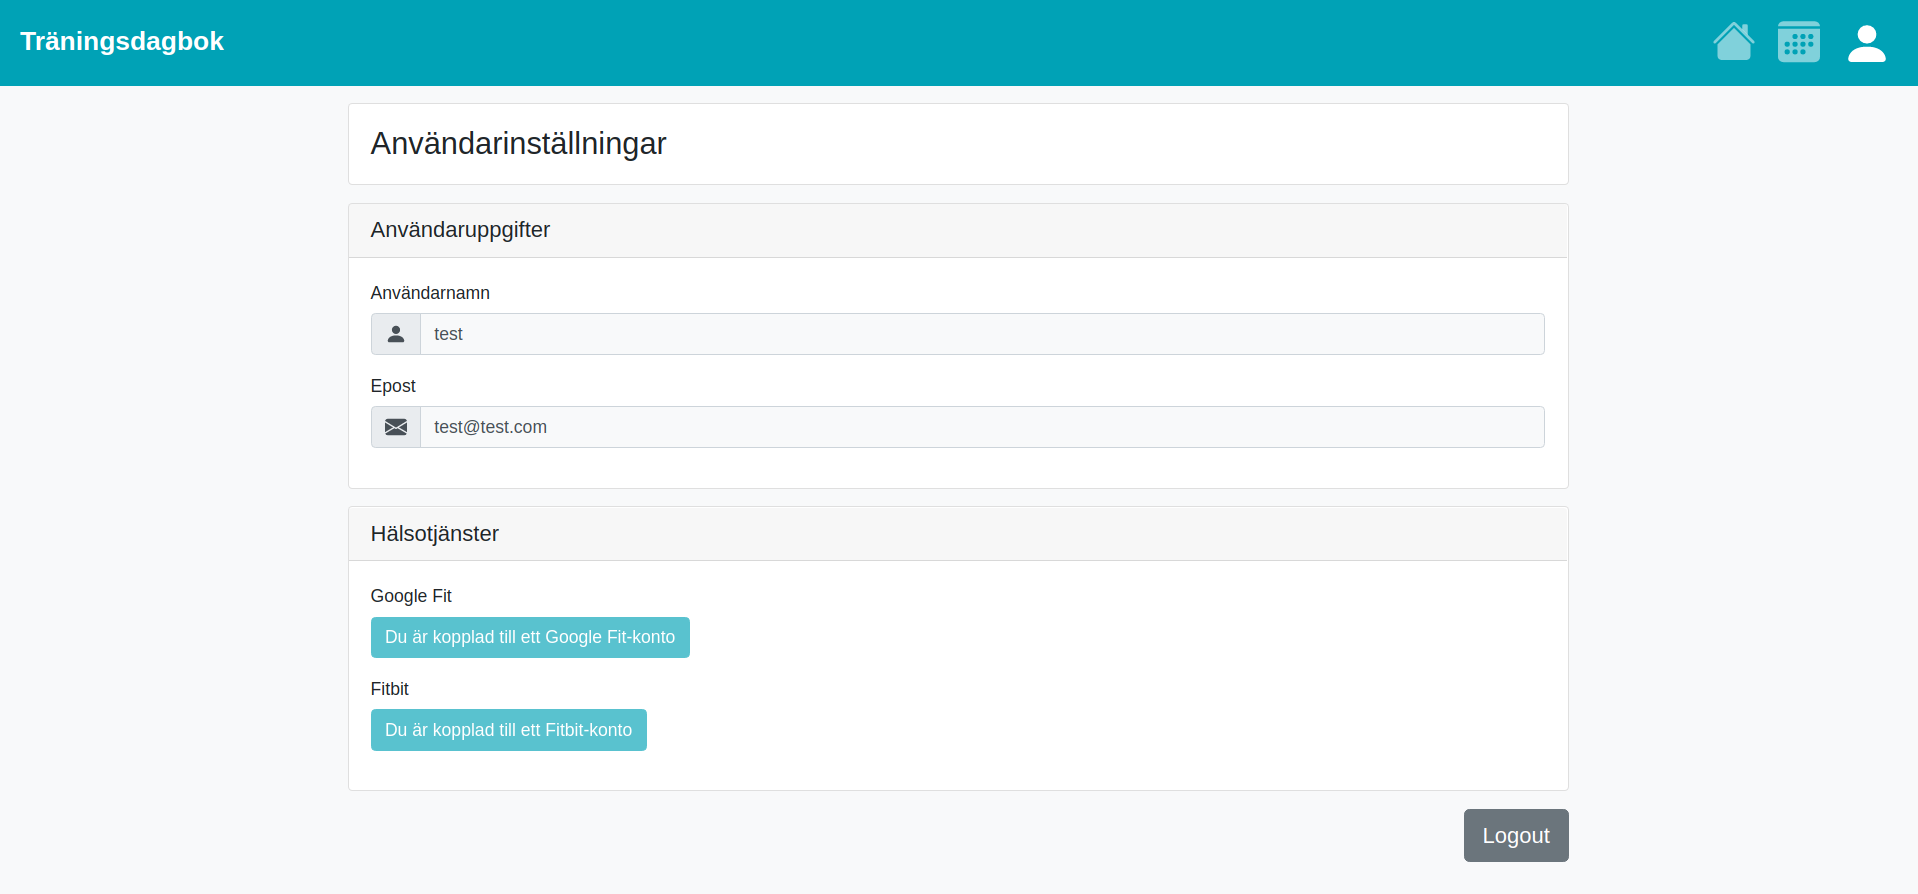 Träningsdagbok
Användarinställningar
Användaruppgifter
Användarnamn
test
Epost
test@test.com
Hälsotjänster
Google Fit
Du är kopplad till ett Google Fit-konto
Fitbit
Du är kopplad till ett Fitbit-konto
Logout